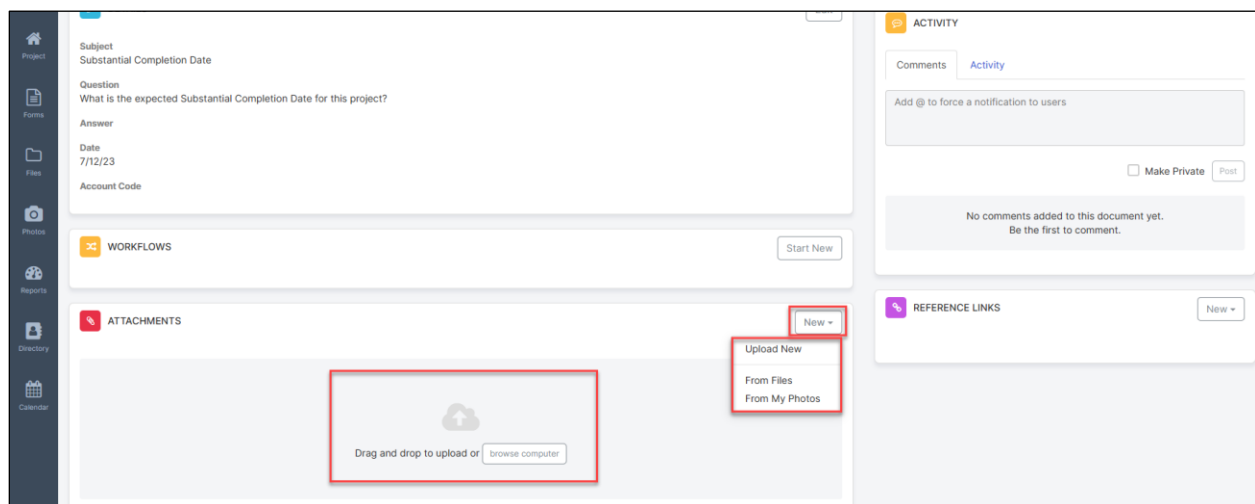 Project
Forms
Files
Photos
Reports
Directory
Calendar
Subject
Substantial Completion Date
Question
What is the expected Substantial Completion Date for this project?
Answer
Date
7/12/23
Account Code
WORKFLOWS
Start New
ATTACHMENTS
New
Upload New
From Files
From My Photos
Drag and drop to upload or browse computer
ACTIVITY
Comments Activity
Add @ to force a notification to users
Make Private Post
No comments added to this document yet.
Be the first to comment.
REFERENCE LINKS
New